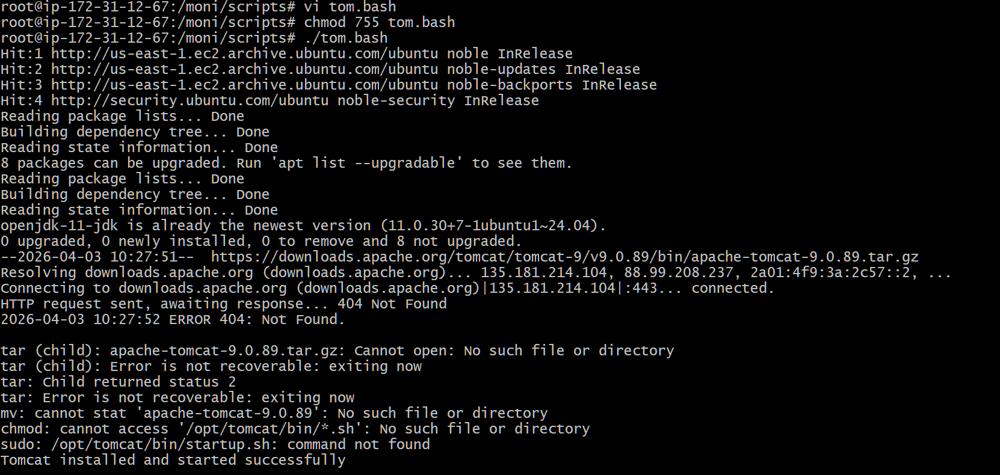 root@ip-172-31-12-67:/moni/scripts# vi tom.bash
root@ip-172-31-12-67:/moni/scripts# chmod 755 tom.bash
root@ip-172-31-12-67:/moni/scripts# ./tom.bash
Hit:1 http://us-east-1.ec2.archive.ubuntu.com/ubuntu noble InRelease
Hit:2 http://us-east-1.ec2.archive.ubuntu.com/ubuntu noble-updates InRelease
Hit:3 http://us-east-1.ec2.archive.ubuntu.com/ubuntu noble-backports InRelease
Hit:4 http://security.ubuntu.com/ubuntu noble-security InRelease
Reading package lists... Done
Building dependency tree... Done
Reading state information... Done
8 packages can be upgraded. Run 'apt list --upgradable' to see them.
Reading package lists... Done
Building dependency tree... Done
Reading state information... Done
openjdk-11-jdk is already the newest version (11.0.30+7-1ubuntu1~24.04).
0 upgraded, 0 newly installed, 0 to remove and 8 not upgraded.
--2026-04-03 10:27:51--  https://downloads.apache.org/tomcat/tomcat-9/v9.0.89/bin/apache-tomcat-9.0.89.tar.gz
Resolving downloads.apache.org (downloads.apache.org)... 135.181.214.104, 88.99.208.237, 2a01:4f9:3a:2c57::2, ...
Connecting to downloads.apache.org (downloads.apache.org)|135.181.214.104|:443... connected.
HTTP request sent, awaiting response... 404 Not Found
2026-04-03 10:27:52 ERROR 404: Not Found.
tar (child): apache-tomcat-9.0.89.tar.gz: Cannot open: No such file or directory
tar (child): Error is not recoverable: exiting now
tar: Child returned status 2
tar: Error is not recoverable: exiting now
mv: cannot stat 'apache-tomcat-9.0.89': No such file or directory
chmod: cannot access '/opt/tomcat/bin/*.sh': No such file or directory
sudo: /opt/tomcat/bin/startup.sh: command not found
Tomcat installed and started successfully